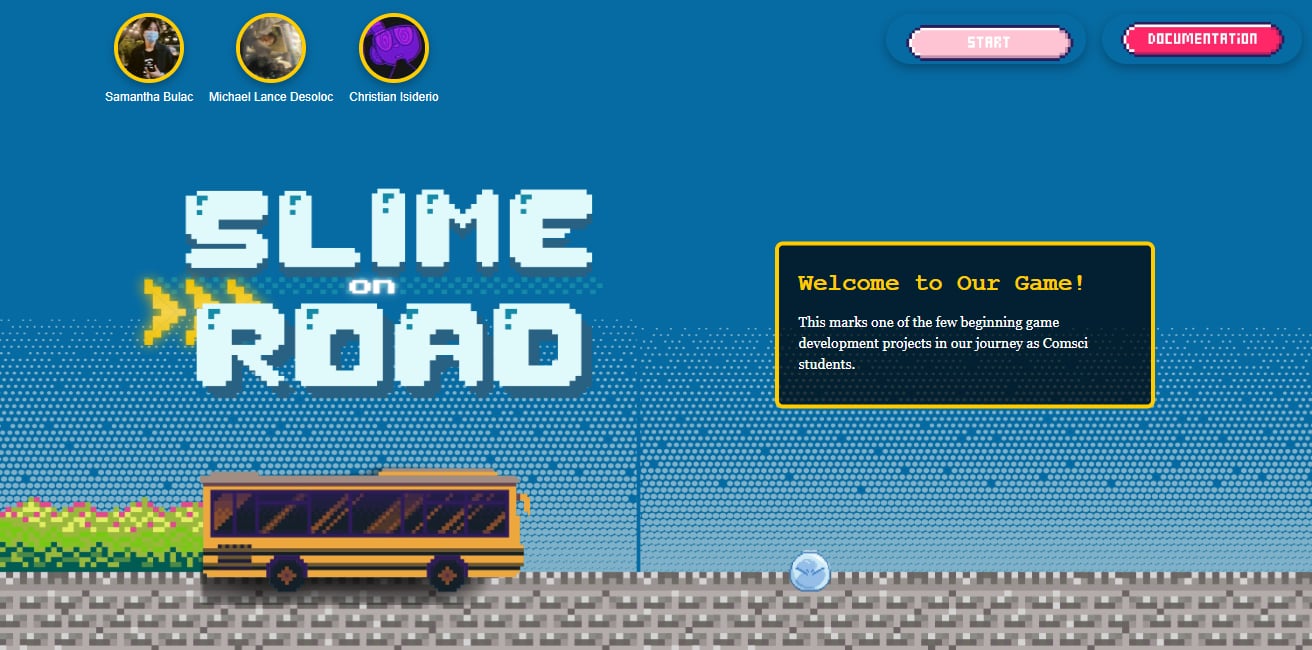 Samantha Bulac
Michael Lance Desoloc
Christian Isiderio
START
DOCUMENTATION
SLIME
on
ROAD
Welcome to Our Game!
This marks one of the few beginning game
development projects in our journey as Comsci
students.